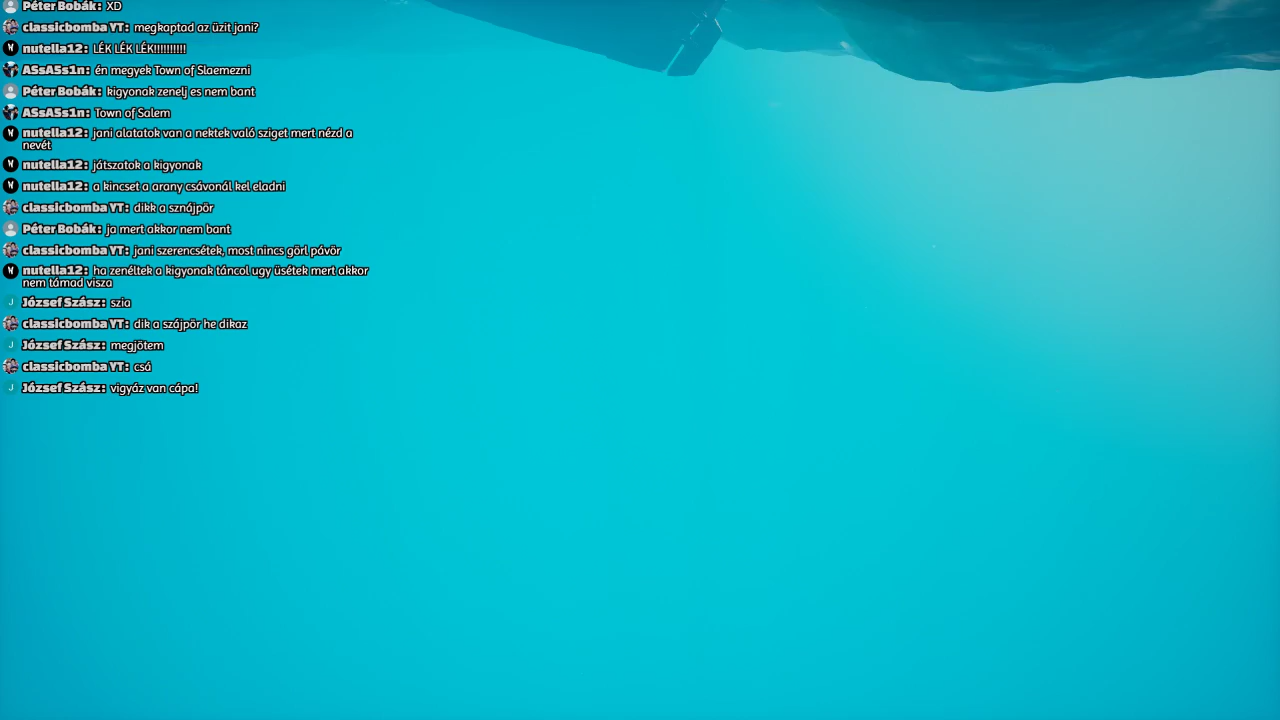 Péter Bobák: XD
classicbomba YT: megkaptad az üzit jani?
nutella12: LÉK LÉK LÉK!!!!!!!!!!
ASsASs1n: én megyek Town of Slaemezni
Péter Bobák: kigyonak zenelj es nem bant
ASsASs1n: Town of Salem
nutella12: jani alatatok van a nektek való sziget mert nézd a
nevét
nutella12: játszatok a kigyonak
nutella12: a kincset a arany csávonál kel eladni
classicbomba YT: dikk a sznájpör
Péter Bobák: ja mert akkor nem bant
classicbomba YT: jani szerencsétek, most nincs görl pávör
nutella12: ha zenéltek a kigyonak táncol ugy üsétek mert akkor
nem támad visza
József Szász: szia
classicbomba YT: dik a szájpör he dikaz
József Szász: megjötem
classicbomba YT: csá
József Szász: vigyáz van cápa!